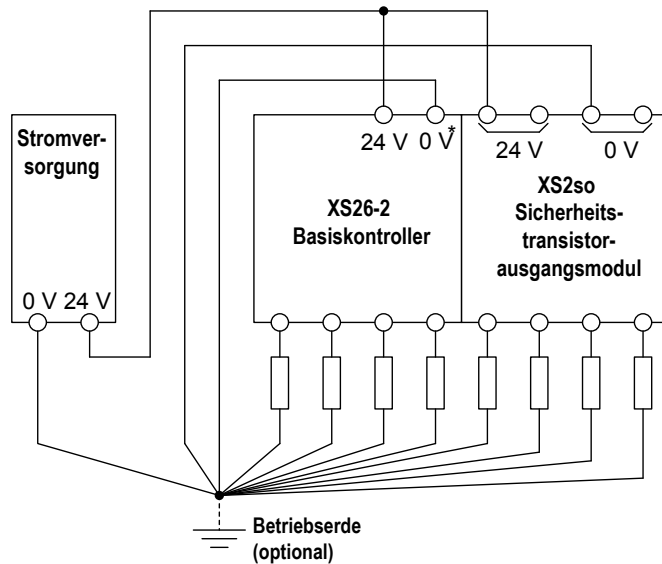 Stromver-
sorgung
0 V 24 V
24 V 0 V*
XS26-2
Basiskontroller
24 V 0 V
XS2so
Sicherheits-
transistor-
ausgangsmodul
Betriebserde
(optional)